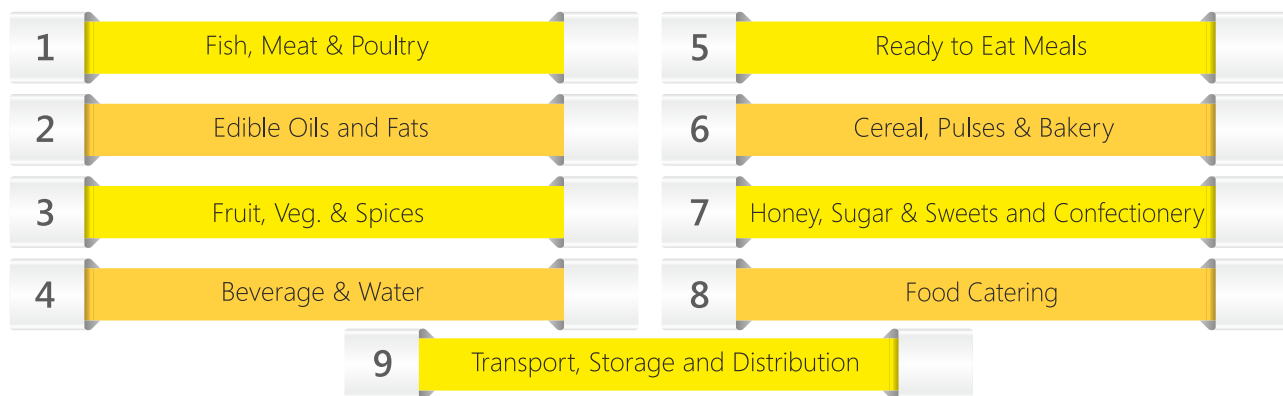 1 Fish, Meat & Poultry
2 Edible Oils and Fats
3 Fruit, Veg. & Spices
4 Beverage & Water
5 Ready to Eat Meals
6 Cereal, Pulses & Bakery
7 Honey, Sugar & Sweets and Confectionery
8 Food Catering
9 Transport, Storage and Distribution